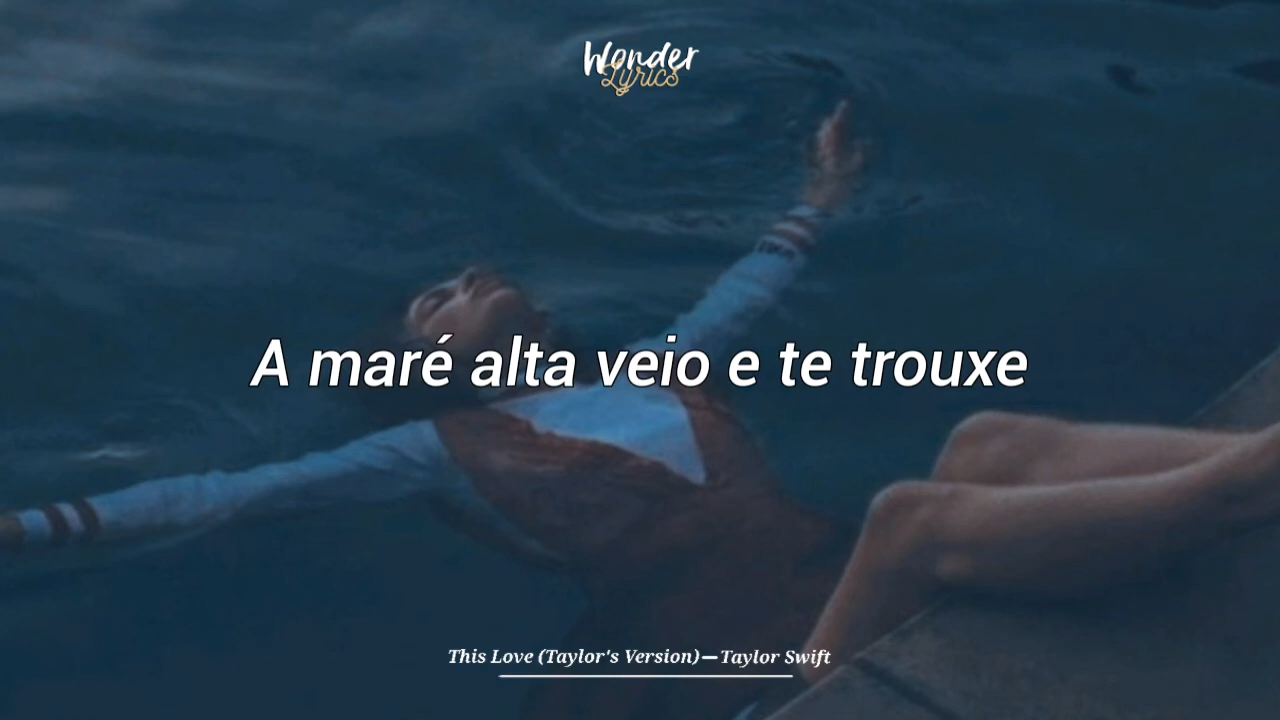 Wonder
Lyrics
A maré alta veio e te trouxe
This Love (Taylor's Version)—Taylor Swift